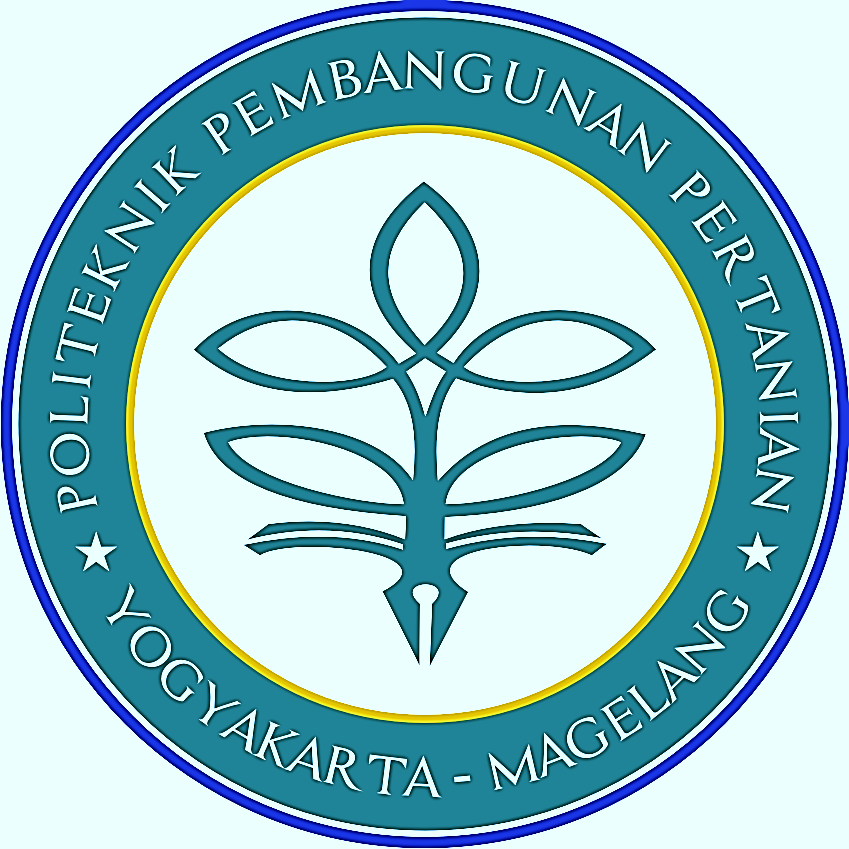 POLITEKNIK PEMBANGUNAN PERTANIAN
YOGYAKARTA - MAGELANG